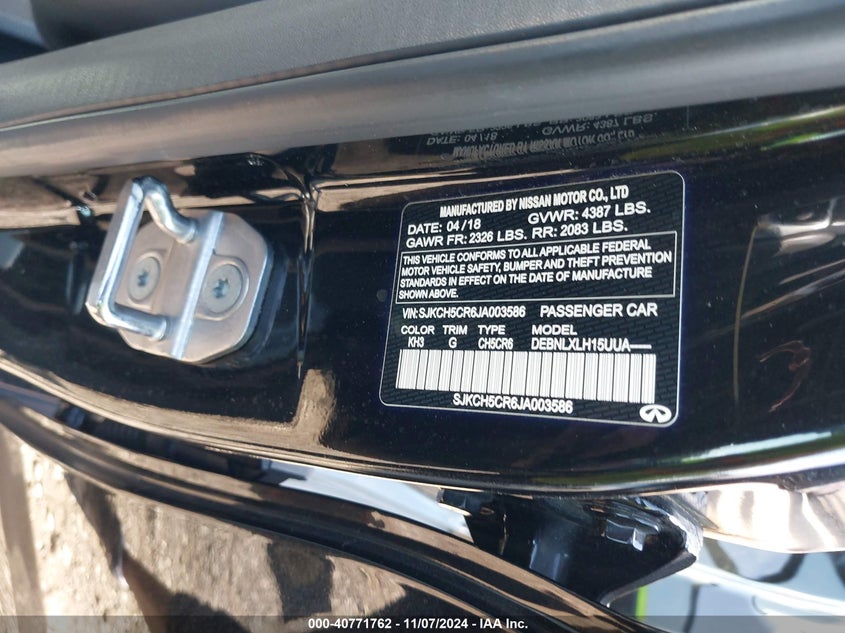 MANUFACTURED BY NISSAN MOTOR CO., LTD
DATE: 04/18 GVWR: 4387 LBS.
GAWR FR: 2326 LBS. RR: 2083 LBS.
THIS VEHICLE CONFORMS TO ALL APPLICABLE FEDERAL
MOTOR VEHICLE SAFETY, BUMPER AND THEFT PREVENTION
STANDARDS IN EFFECT ON THE DATE OF MANUFACTURE
SHOWN ABOVE.
VIN:SJKCH5CR6JA003586 PASSENGER CAR
COLOR TRIM TYPE MODEL
KH3 G CH5CR6 DEBNLXLH15UUA—
SJKCH5CR6JA003586
000-40771762 - 11/07/2024 - IAAI.com